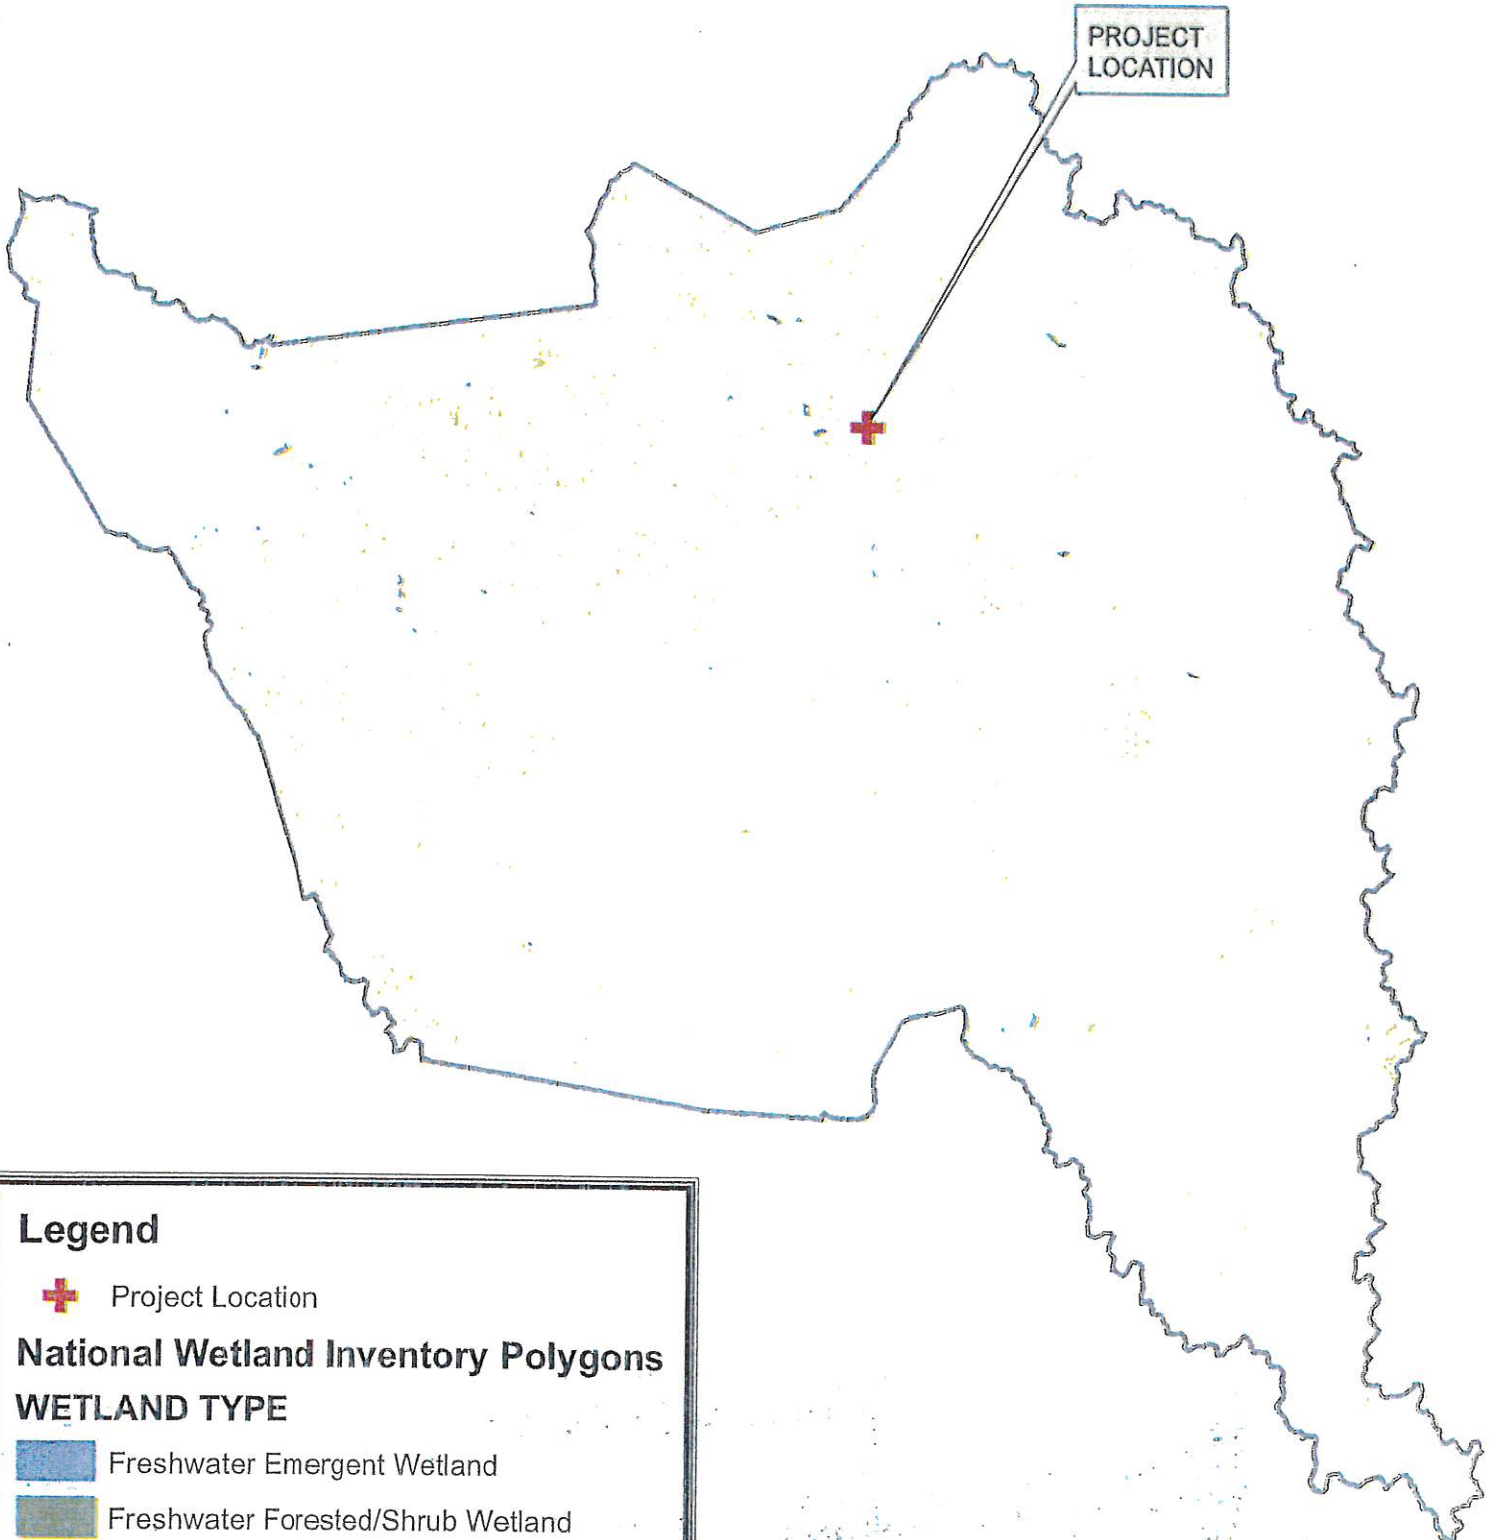 PROJECT
LOCATION
Legend
Project Location
National Wetland Inventory Polygons
WETLAND TYPE
Freshwater Emergent Wetland
Freshwater Forested/Shrub Wetland